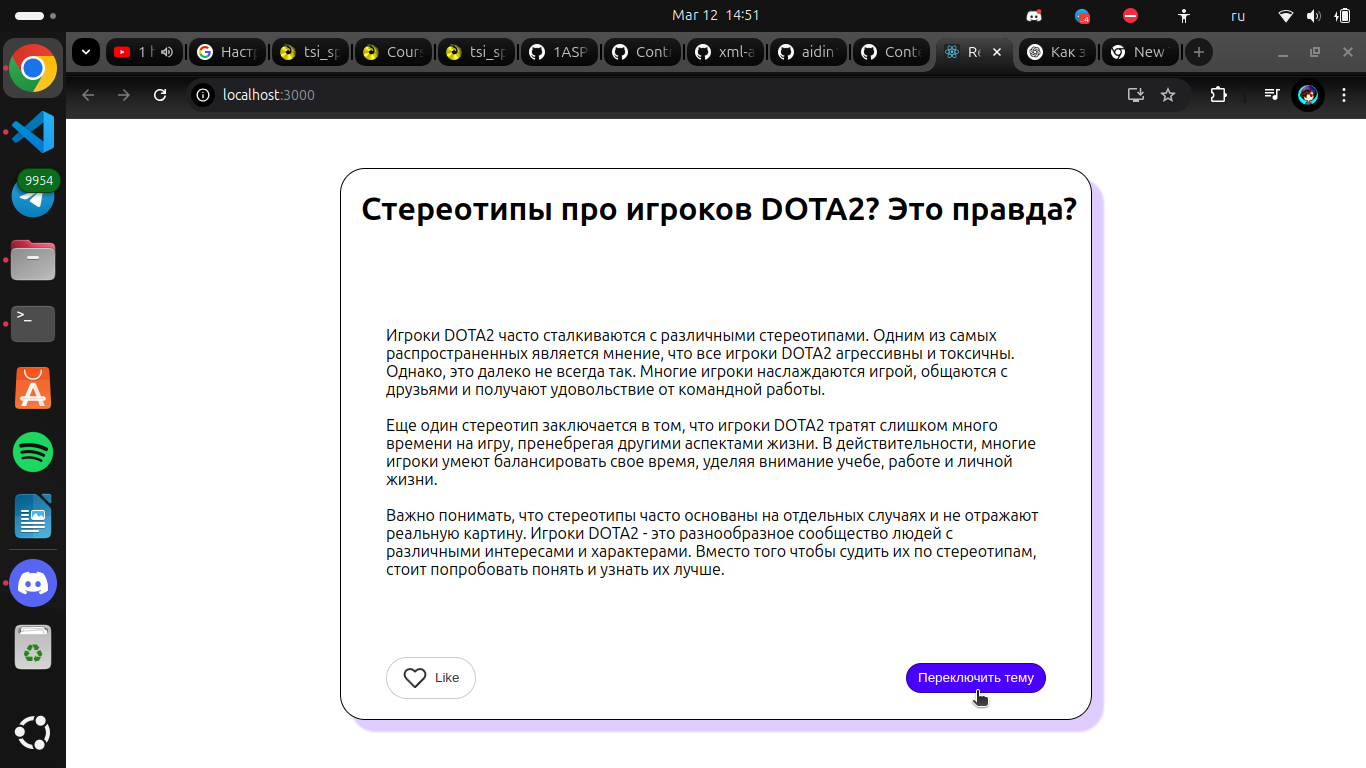 Mar 12 14:51
ru
4
1
Настр
tsi_sp
Cours
tsi_sp
1ASP
Conti
xml-a
aidin
Conte
Re
Как з
New
localhost:3000
9954
>_
Стереотипы про игроков DOTA2? Это правда?
Игроки DOTA2 часто сталкиваются с различными стереотипами. Одним из самых
распространенных является мнение, что все игроки DOTA2 агрессивны и токсичны.
Однако, это далеко не всегда так. Многие игроки наслаждаются игрой, общаются с
друзьями и получают удовольствие от командной работы.
Еще один стереотип заключается в том, что игроки DOTA2 тратят слишком много
времени на игру, пренебрегая другими аспектами жизни. В действительности, многие
игроки умеют балансировать свое время, уделяя внимание учебе, работе и личной
жизни.
Важно понимать, что стереотипы часто основаны на отдельных случаях и не отражают
реальную картину. Игроки DOTA2 - это разнообразное сообщество людей с
различными интересами и характерами. Вместо того чтобы судить их по стереотипам,
стоит попробовать понять и узнать их лучше.
Like
Переключить тему